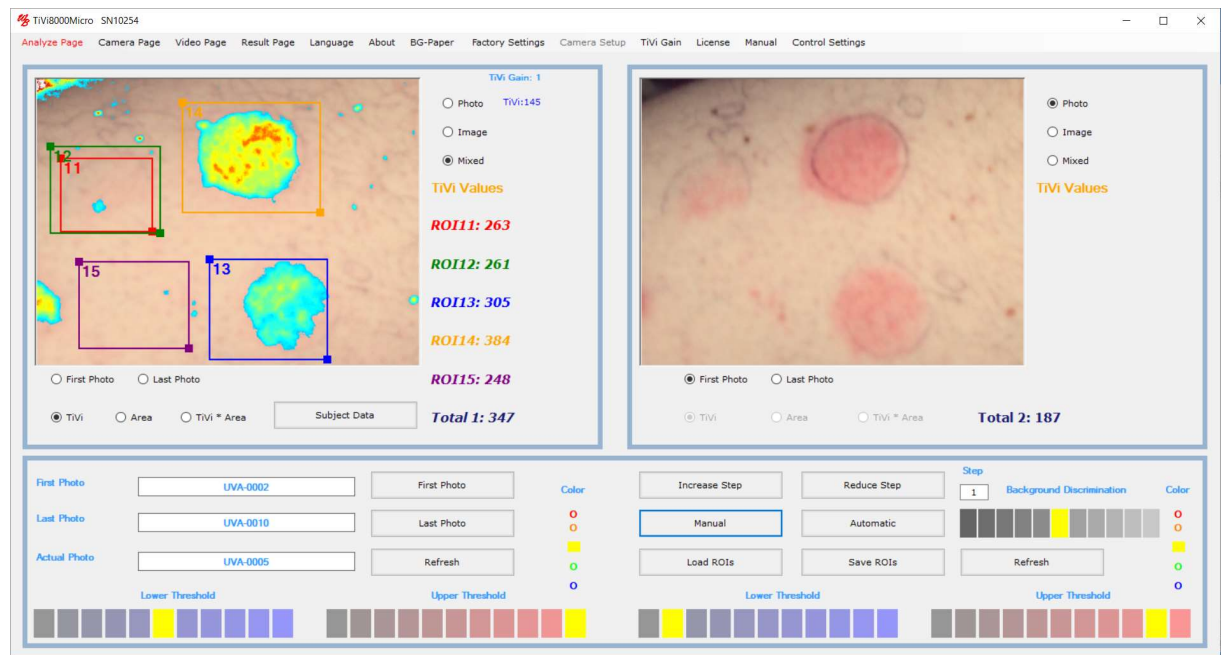 TiVi8000Micro SN10254
Analyze Page Camera Page Video Page Result Page Language About BG-Paper Factory Settings Camera Setup TiVi Gain License Manual Control Settings
TiVi Gain: 1
Photo TiVi:145
Image
Mixed
TiVi Values
ROI11: 263
ROI12: 261
ROI13: 305
ROI14: 384
ROI15: 248
Total 1: 347
14
12
11
15
13
First Photo Last Photo
TiVi Area TiVi * Area Subject Data
Photo
Image
Mixed
TiVi Values
First Photo Last Photo
TiVi Area TiVi * Area Total 2: 187
First Photo UVA-0002 First Photo
Last Photo UVA-0010 Last Photo
Actual Photo UVA-0005 Refresh
Color
O
O
O
O
Lower Threshold Upper Threshold
Increase Step Reduce Step
Manual Automatic
Load ROIs Save ROIs Refresh
Step
1 Background Discrimination Color
O
O
O
O
Lower Threshold Upper Threshold